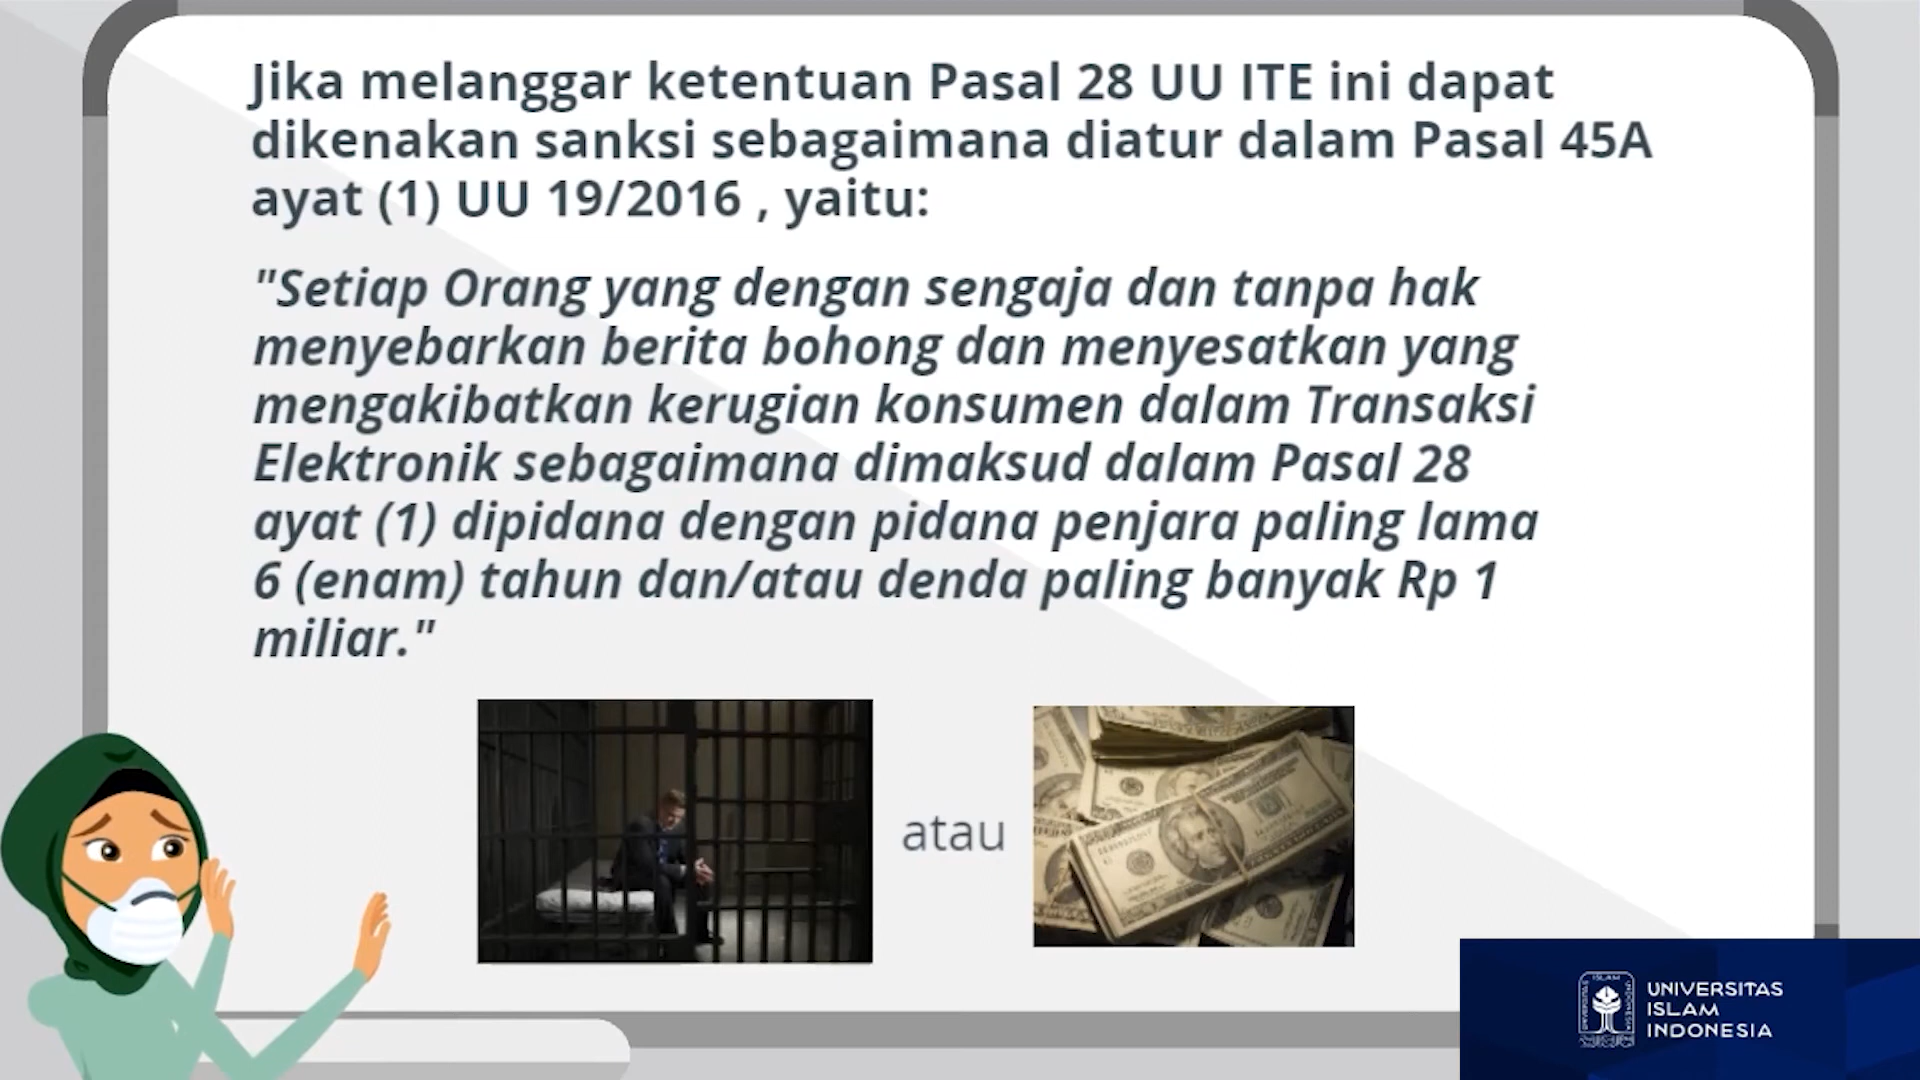 Jika melanggar ketentuan Pasal 28 UU ITE ini dapat
dikenakan sanksi sebagaimana diatur dalam Pasal 45A
ayat (1) UU 19/2016 , yaitu:
"Setiap Orang yang dengan sengaja dan tanpa hak
menyebarkan berita bohong dan menyesatkan yang
mengakibatkan kerugian konsumen dalam Transaksi
Elektronik sebagaimana dimaksud dalam Pasal 28
ayat (1) dipidana dengan pidana penjara paling lama
6 (enam) tahun dan/atau denda paling banyak Rp 1
miliar."
atau
ISLAM
UNIVERSITAS
ISLAM
INDONESIA